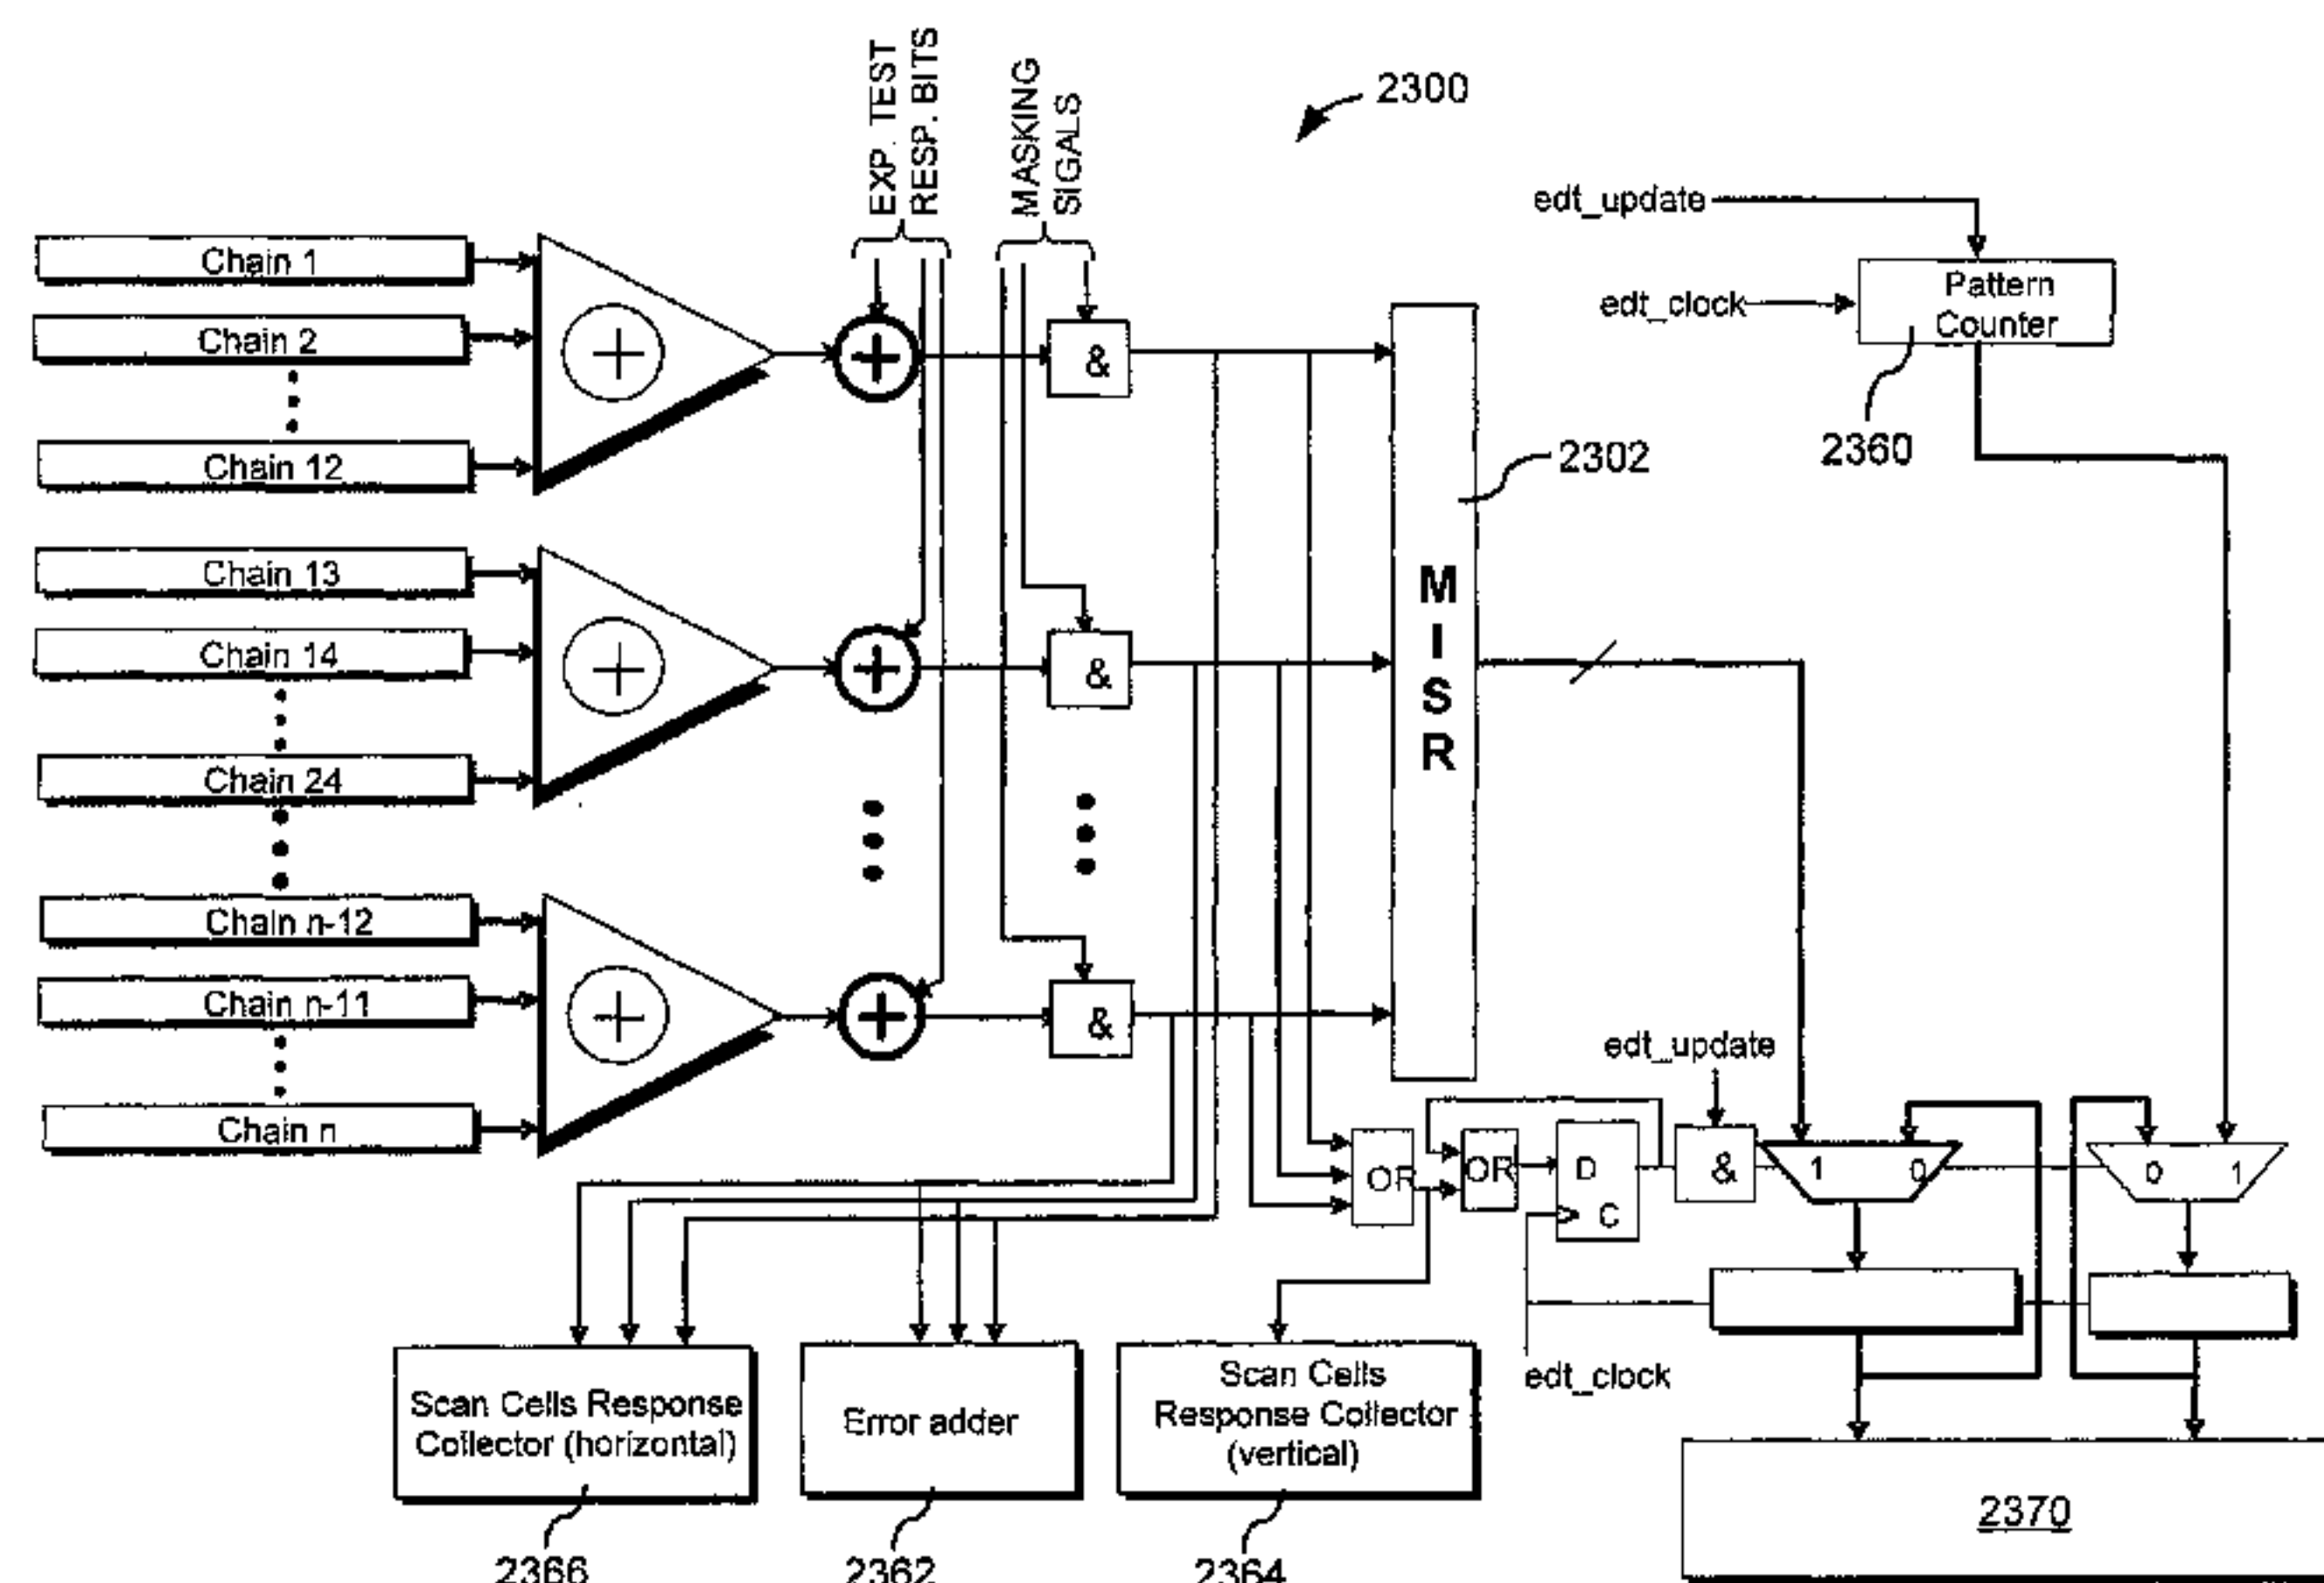 EXP. TEST
RESP. BITS
MASKING
SIGALS
2300
edt_update
edt_clock
Pattern
Counter
2360
2302
Chain 1
Chain 2
Chain 12
Chain 13
Chain 14
Chain 24
Chain n-12
Chain n-11
Chain n
+
+
&
+
+
&
+
+
&
M
I
S
R
edt_update
OR
OR
D
C
&
1
0
0
1
edt_clock
Scan Cells Response
Collector (horizontal)
Error adder
Scan Cells
Response Collector
(vertical)
2370
2366
2362
2364